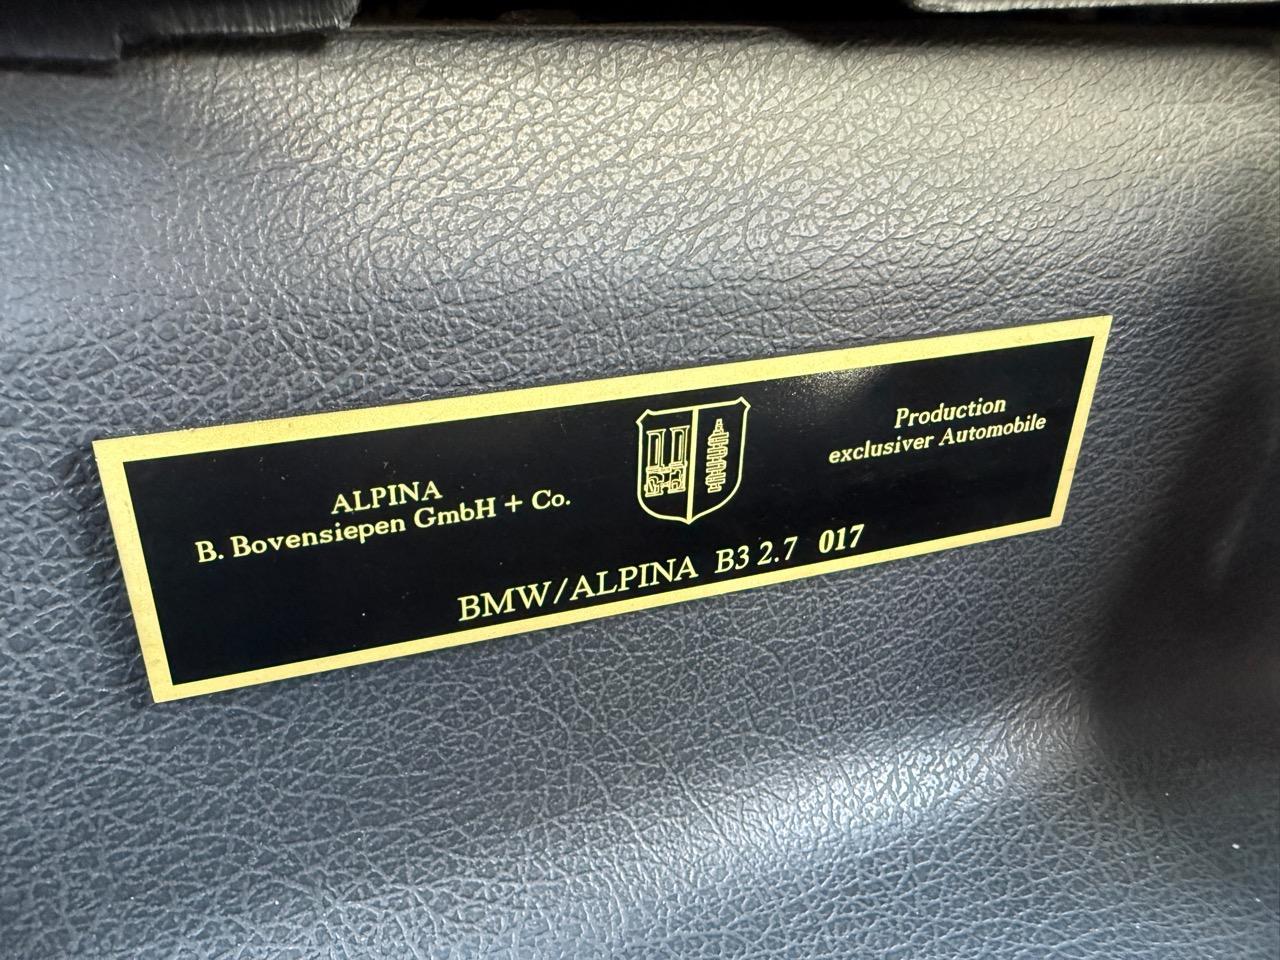 ALPINA
B. Bovensiepen GmbH + Co.
Production
exclusiver Automobile
BMW/ALPINA B3 2.7 017